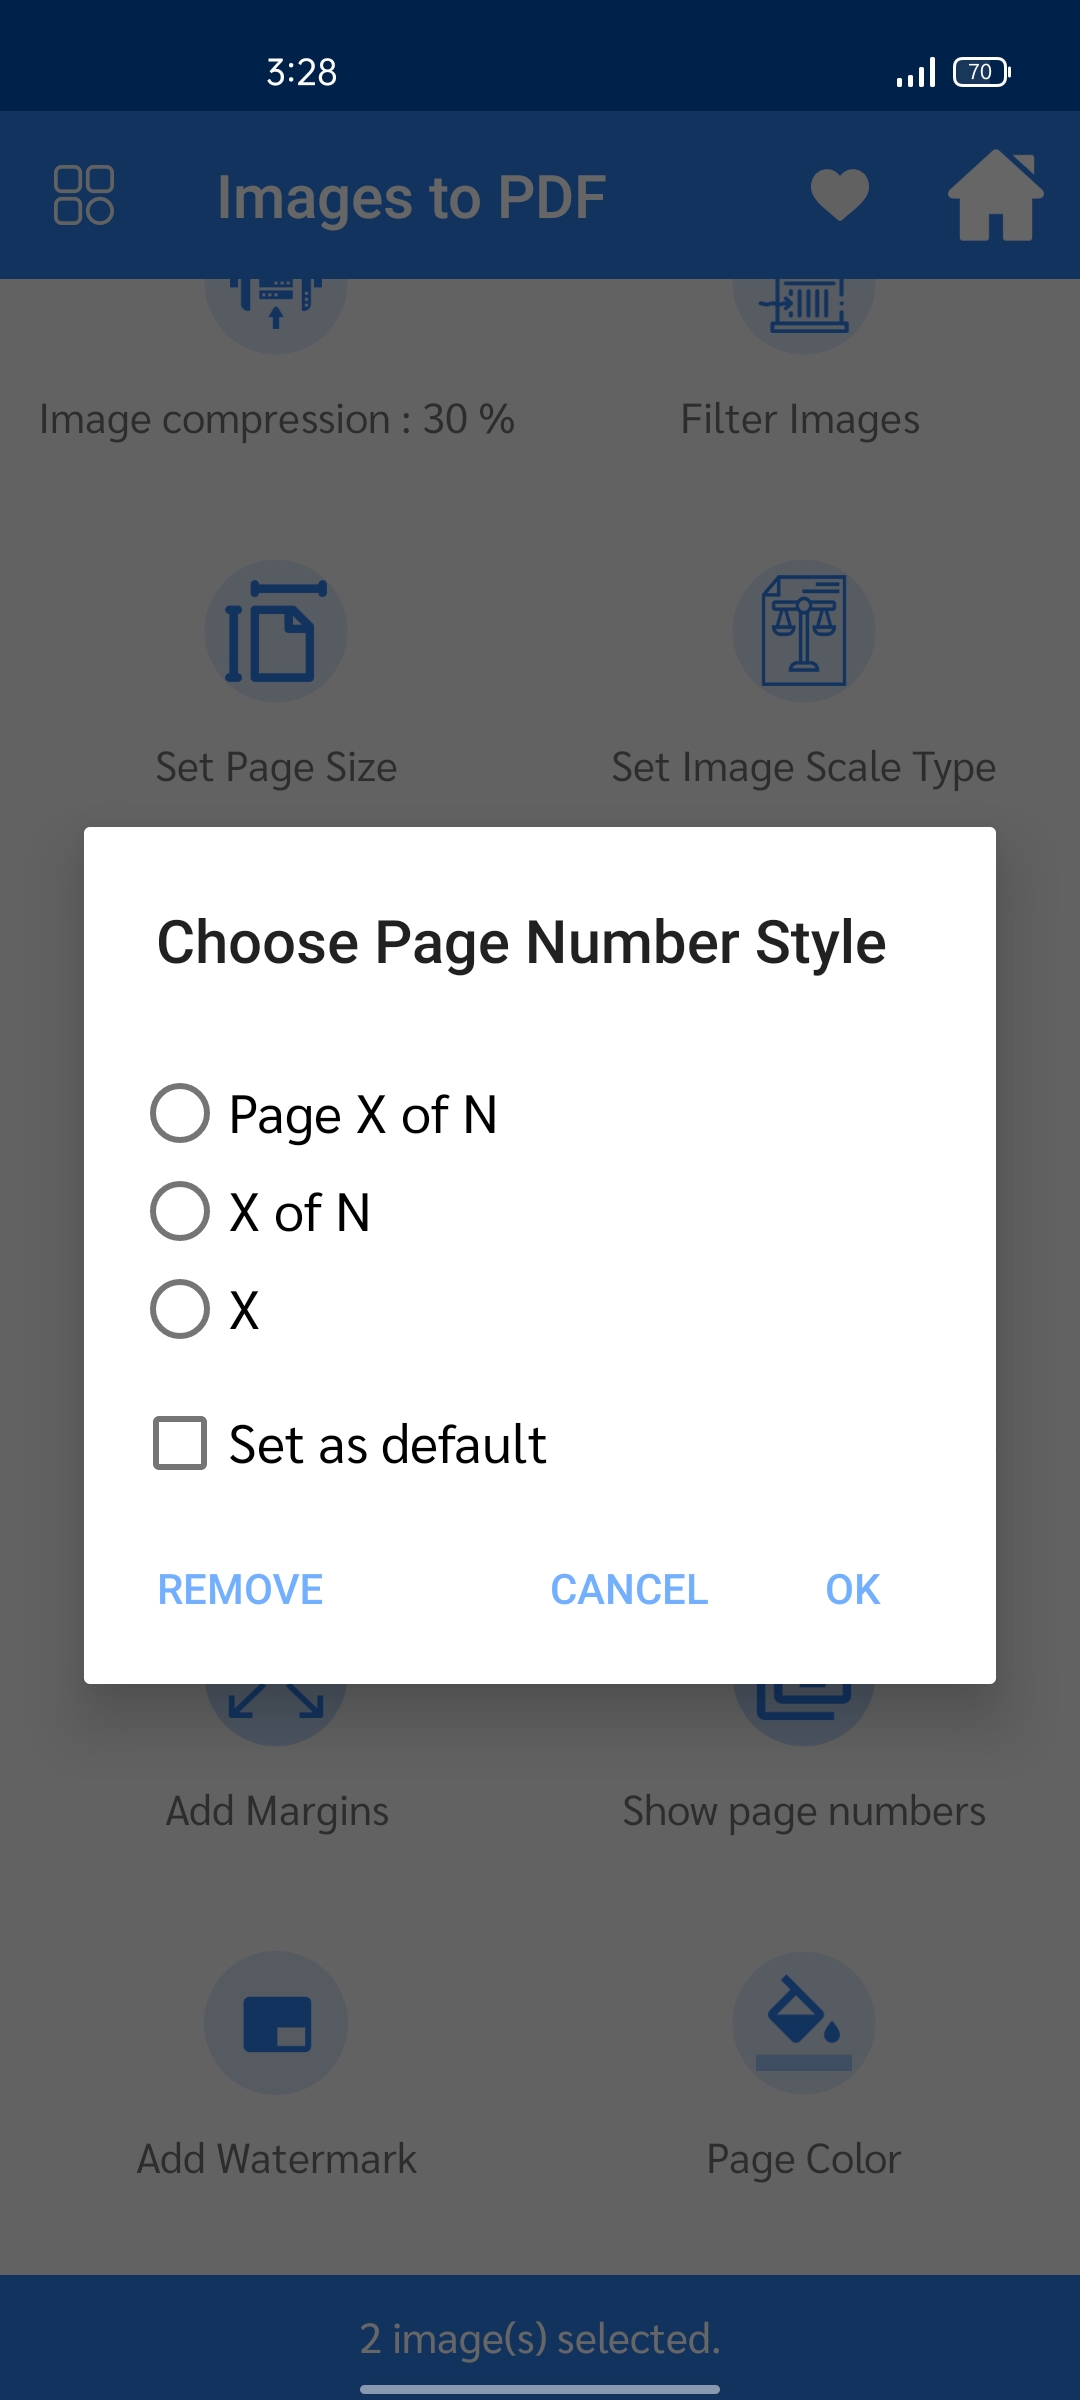 3:28
70
Images to PDF
Image compression : 30 %
Filter Images
Set Page Size
Set Image Scale Type
Choose Page Number Style
Page X of N
X of N
X
Set as default
REMOVE
CANCEL
OK
Add Margins
Show page numbers
Add Watermark
Page Color
2 image(s) selected.